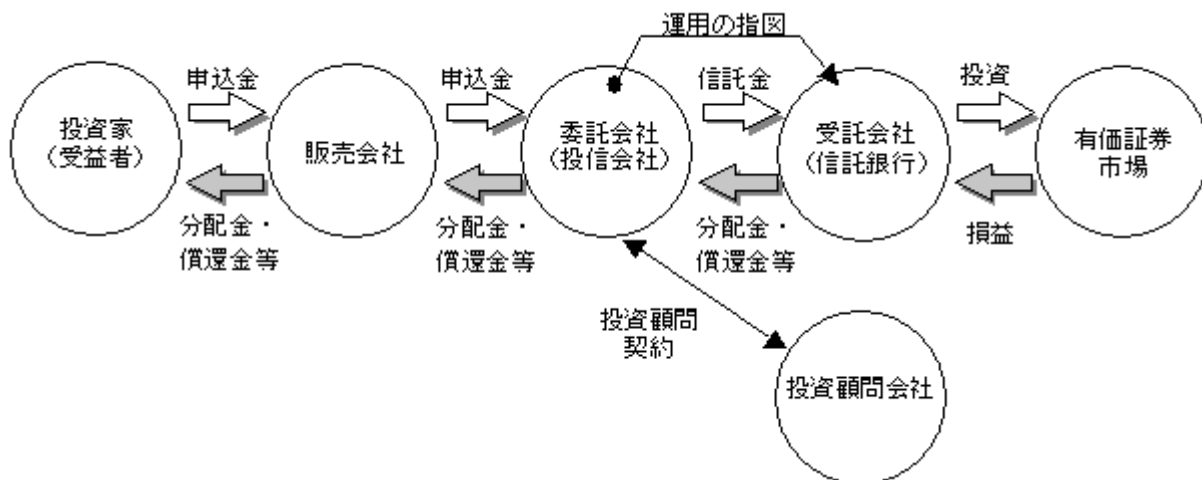 運用の指図
申込金
申込金
信託金
投資
投資家
(受益者)
販売会社
委託会社
(投信会社)
受託会社
(信託銀行)
有価証券
市場
分配金・
償還金等
分配金・
償還金等
分配金・
償還金等
損益
投資顧問
契約
投資顧問会社